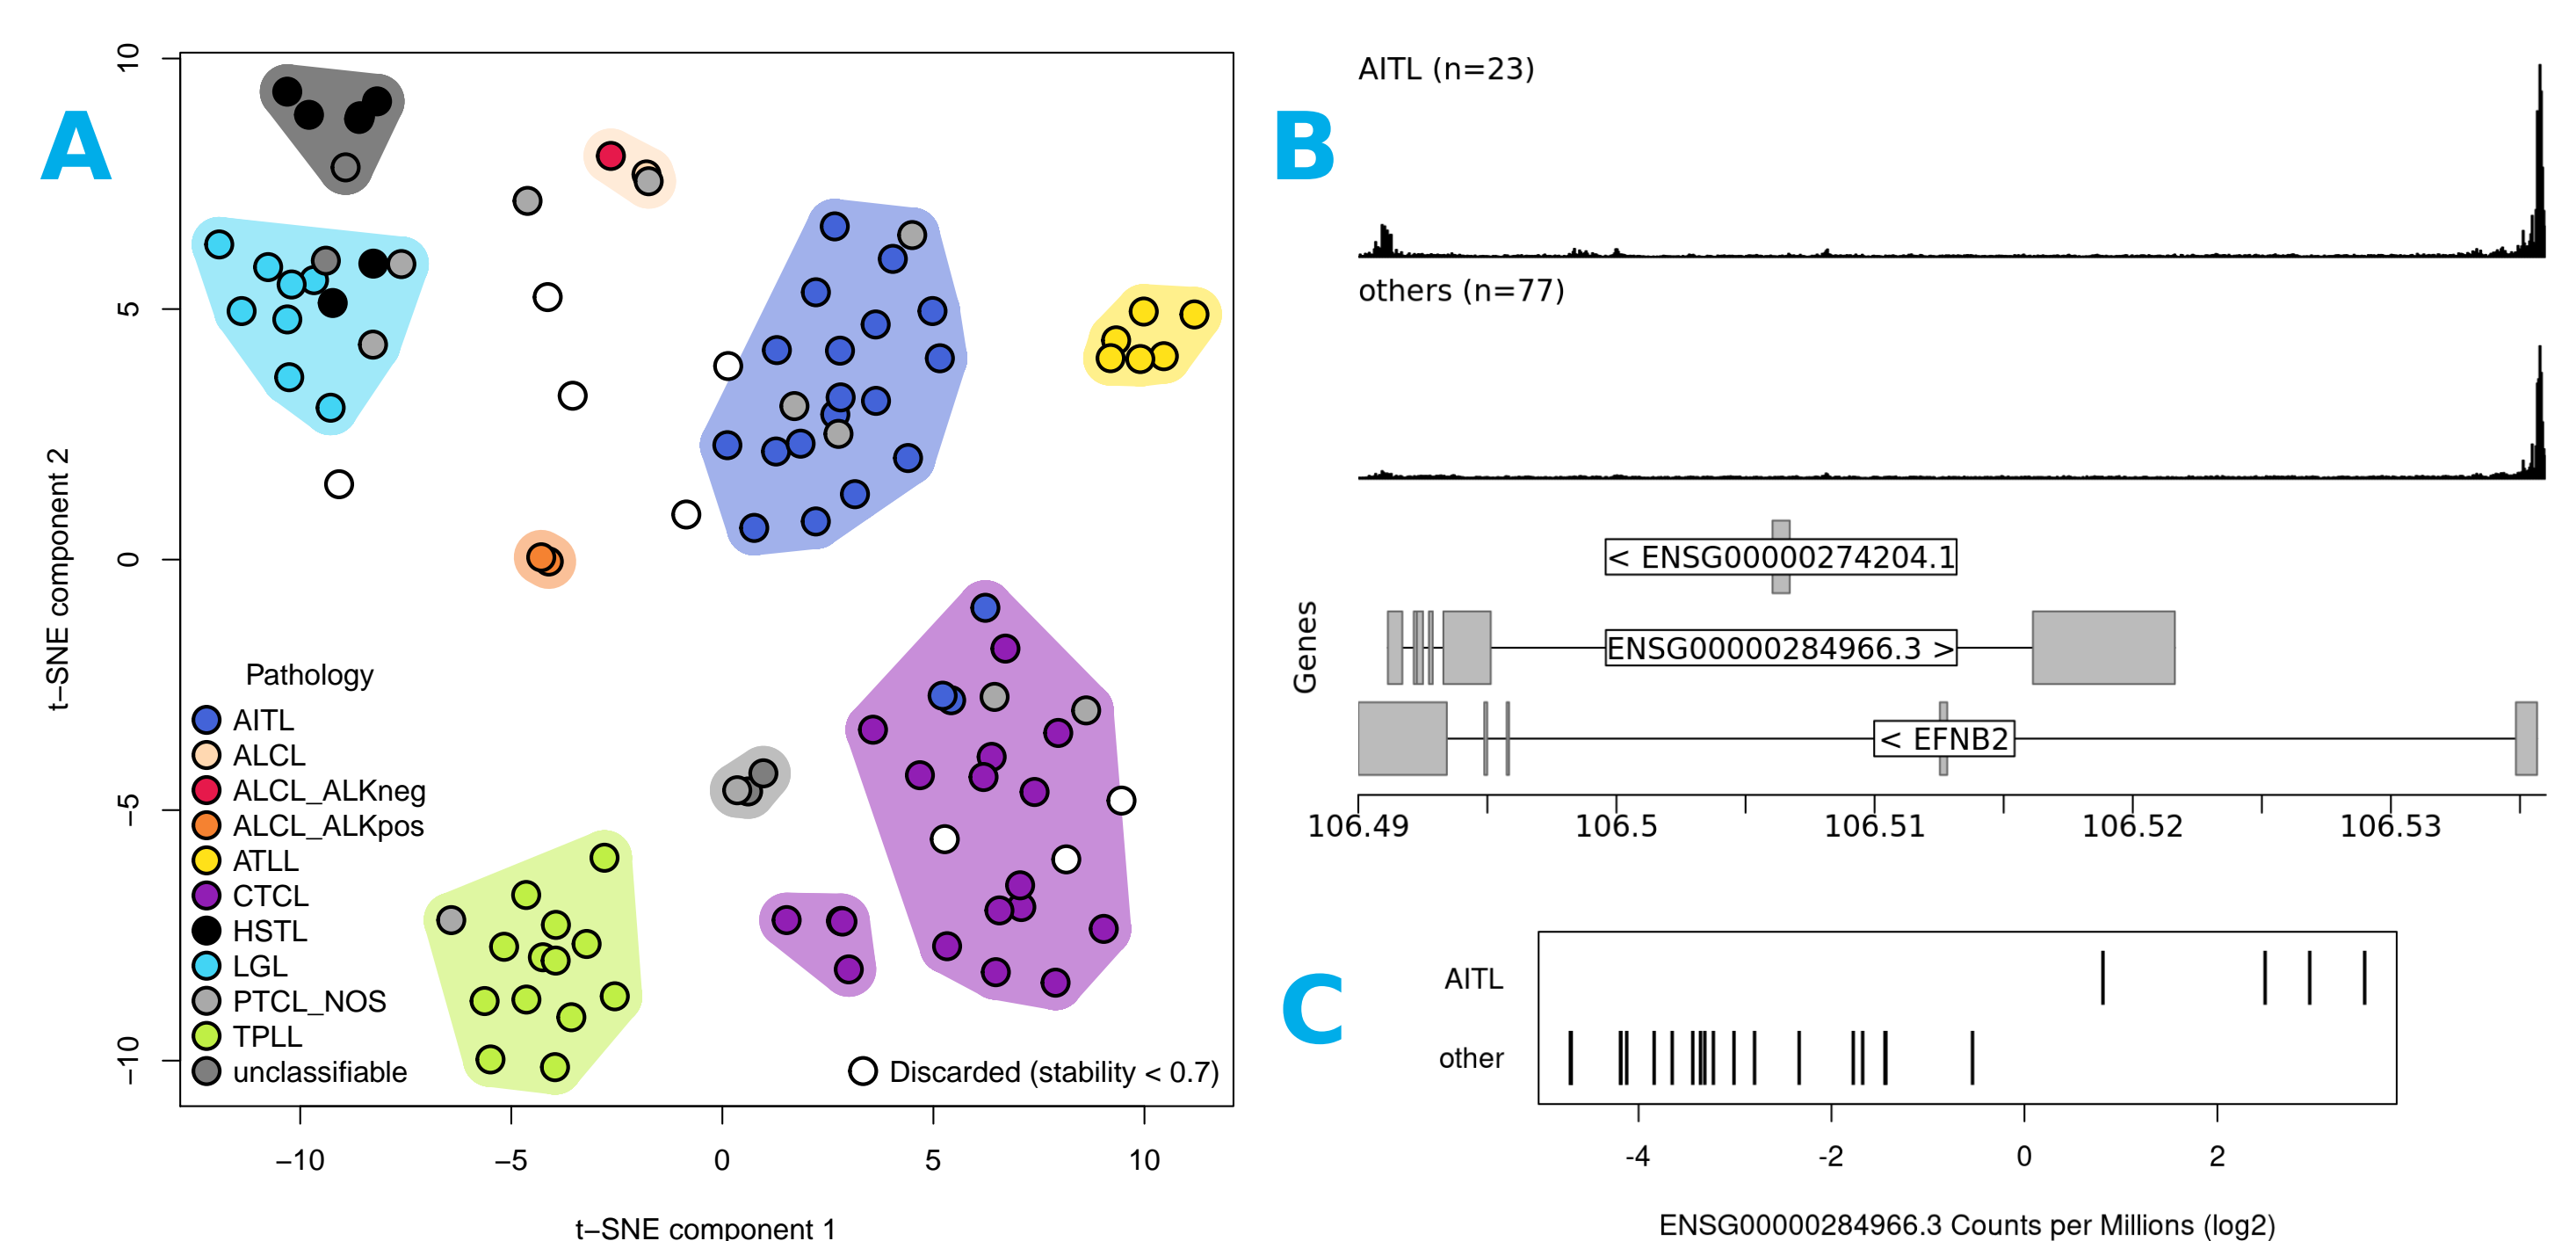 A
10
5
0
−5
−10
t−SNE component 2
Pathology
AITL
ALCL
ALCL_ALKneg
ALCL_ALKpos
ATLL
CTCL
HSTL
LGL
PTCL_NOS
TPLL
unclassifiable
Discarded (stability < 0.7)
−10 −5 0 5 10
t−SNE component 1
B
AITL (n=23)
others (n=77)
Genes
< ENSG00000274204.1
ENSG00000284966.3 >
< EFNB2
106.49 106.5 106.51 106.52 106.53
C
AITL
other
-4 -2 0 2
ENSG00000284966.3 Counts per Millions (log2)